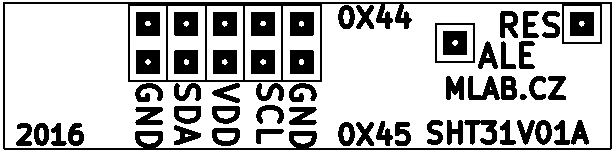 0X44
RES
ALE
MLAB.CZ
GND
SDA
VDD
SCL
GND
2016
0X45
SHT31V01A